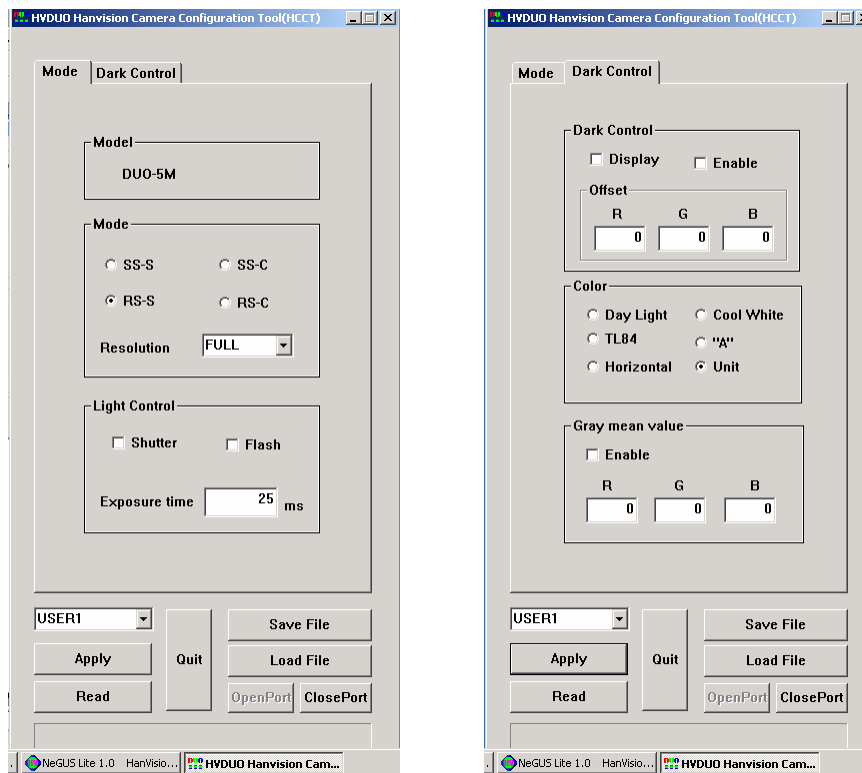 HVDUO Hanvision Camera Configuration Tool(HCCT)
Mode Dark Control
Model
DUO-5M
Mode
SS-S SS-C
RS-S RS-C
Resolution FULL
Light Control
Shutter Flash
Exposure time 25 ms
USER1
Save File
Apply Quit Load File
Read OpenPort ClosePort
NeGUS Lite 1.0 HanVisio... HVDUO Hanvision Cam...
HVDUO Hanvision Camera Configuration Tool(HCCT)
Mode Dark Control
Dark Control
Display Enable
Offset
R G B
0 0 0
Color
Day Light Cool White
TL84 "A"
Horizontal Unit
Gray mean value
Enable
R G B
0 0 0
USER1
Save File
Apply Quit Load File
Read OpenPort ClosePort
NeGUS Lite 1.0 HanVisio... HVDUO Hanvision Cam...